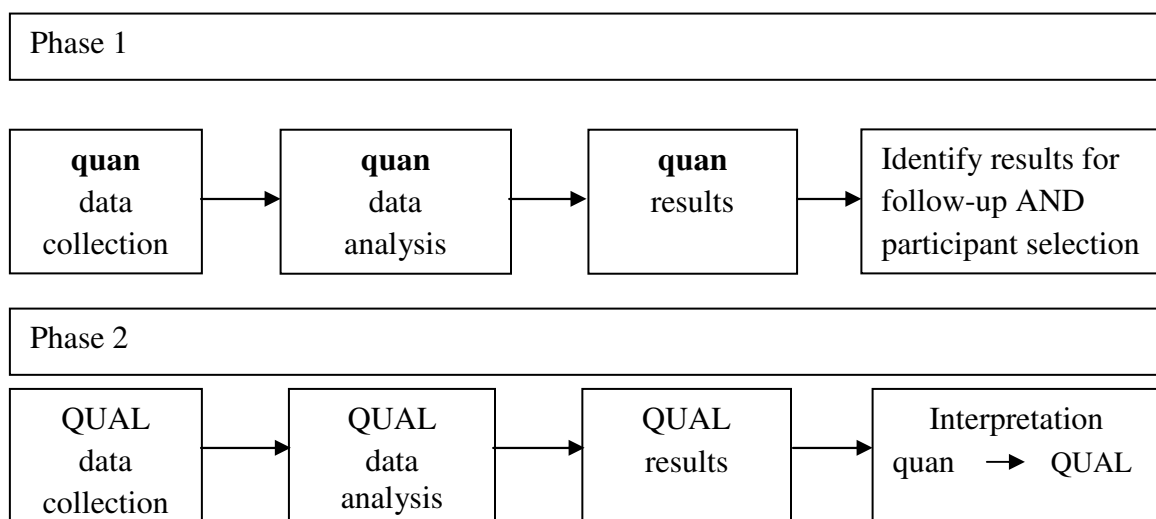 Phase 1
quan
data
collection
quan
data
analysis
quan
results
Identify results for
follow-up AND
participant selection
Phase 2
QUAL
data
collection
QUAL
data
analysis
QUAL
results
Interpretation
quan → QUAL